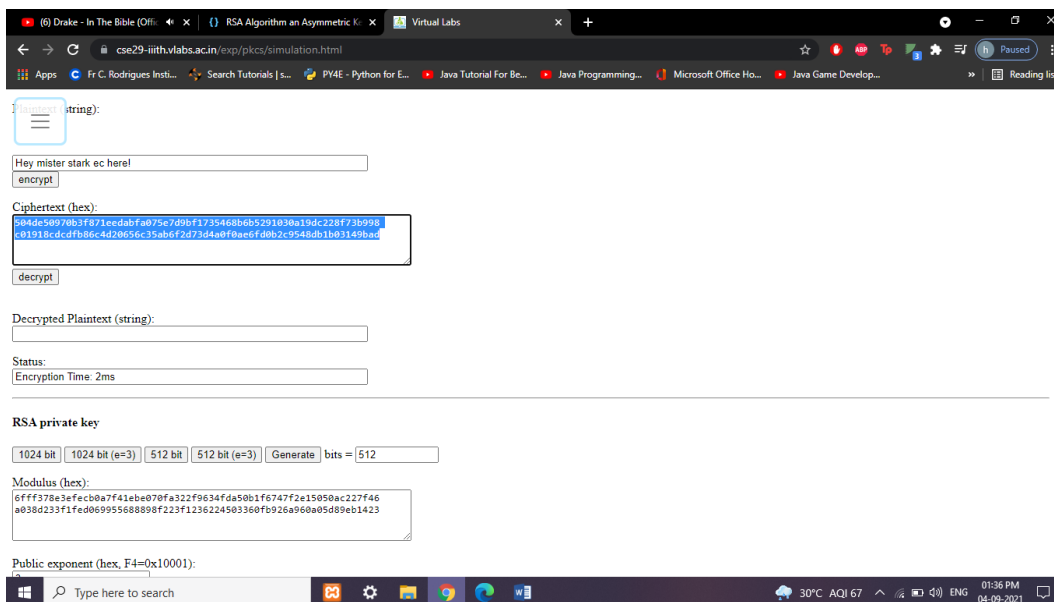 (6) Drake - In The Bible (Offic
RSA Algorithm an Asymmetric Ke
Virtual Labs
cse29-iiith.vlabs.ac.in/exp/pkcs/simulation.html
ABP
Tp
3
h Paused
Apps
Fr C. Rodrigues Insti...
Search Tutorials | s...
PY4E - Python for E...
Java Tutorial For Be...
Java Programming...
Microsoft Office Ho...
Java Game Develop...
»
Reading lis
Plaintext (string):
Hey mister stark ec here!
encrypt
Ciphertext (hex):
504de50970b3f871eedabfa075e7d9bf1735468b6b5291030a19dc228f73b998
c01918cdcdfb86c4d20656c35ab6f2d73d4a0f0ae6fd0b2c9548db1b03149bad
decrypt
Decrypted Plaintext (string):
Status:
Encryption Time: 2ms
RSA private key
1024 bit 1024 bit (e=3) 512 bit 512 bit (e=3) Generate bits = 512
Modulus (hex):
6fff378e3efecb0a7f41ebe070fa322f9634fda50b1f6747f2e15050ac227f46
a038d233f1fed069955688898f223f1236224503360fb926a960a05d89eb1423
Public exponent (hex, F4=0x10001):
Type here to search
30°C AQI 67
ENG
01:36 PM
04-09-2021